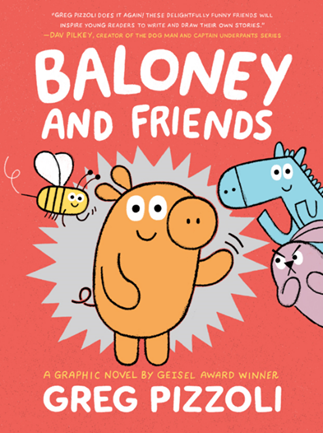 "GREG PIZZOLI DOES IT AGAIN! THESE DELIGHTFULLY FUNNY FRIENDS WILL
INSPIRE YOUNG READERS TO WRITE AND DRAW THEIR OWN STORIES."
—DAV PILKEY, CREATOR OF THE DOG MAN AND CAPTAIN UNDERPANTS SERIES
BALONEY
AND FRIENDS
A GRAPHIC NOVEL BY GEISEL AWARD WINNER
GREG PIZZOLI